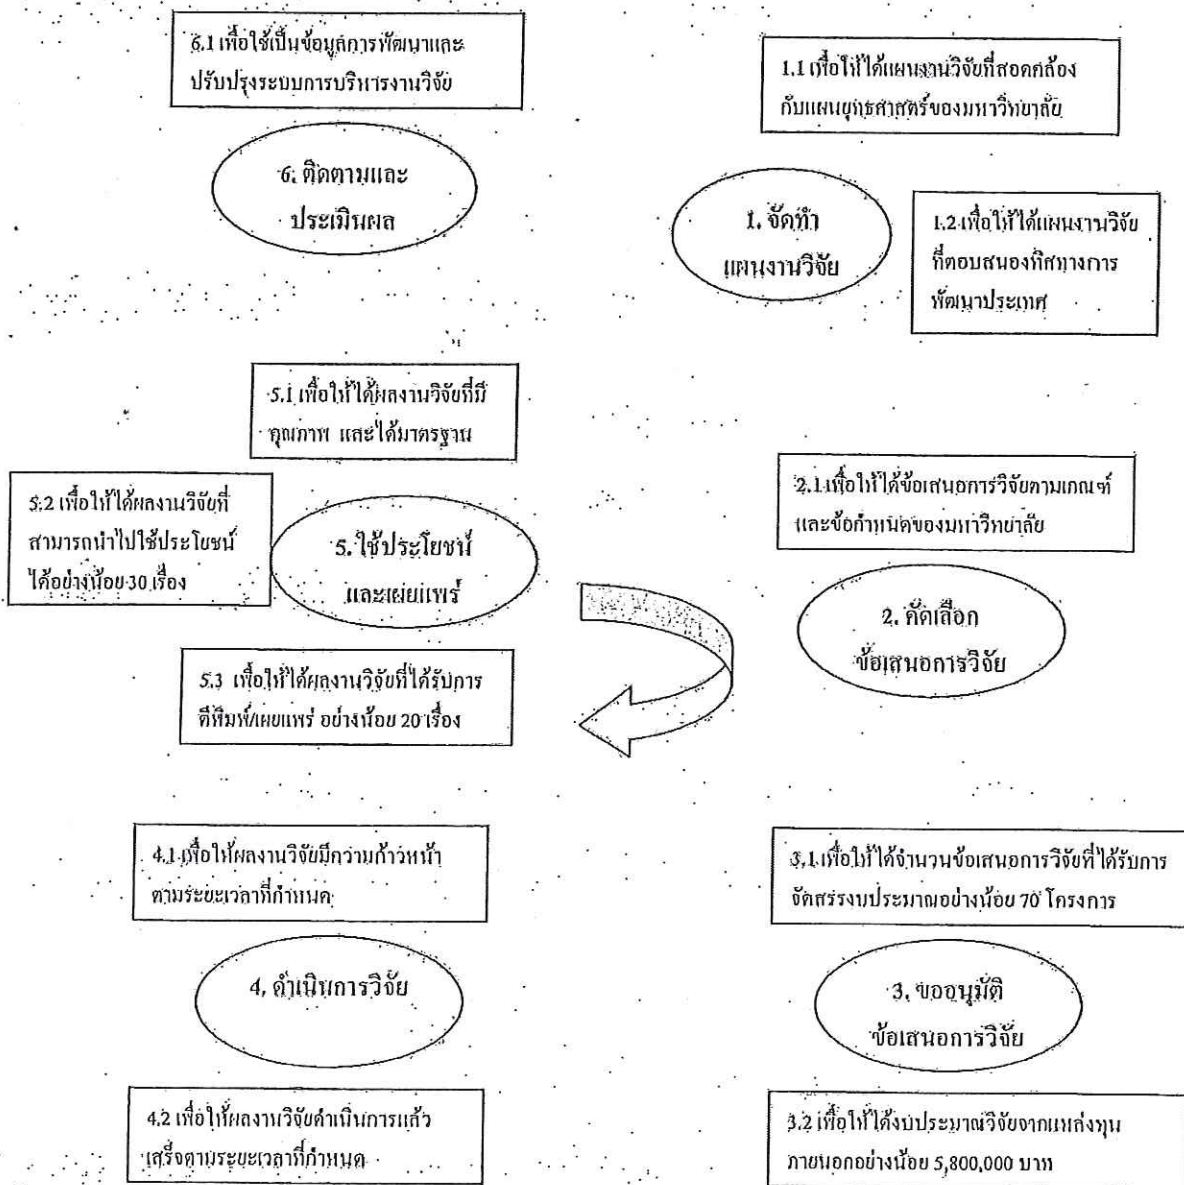 6.1 เพื่อใช้เป็นข้อมูลการพัฒนาและ
ปรับปรุงระบบการบริหารงานวิจัย
6. ติดตามและ
ประเมินผล
1.1 เพื่อให้ได้แผนงานวิจัยที่สอดคล้อง
กับแผนยุทธศาสตร์ของมหาวิทยาลัย
1. จัดทำ
แผนงานวิจัย
1.2 เพื่อให้ได้แผนงานวิจัย
ที่ตอบสนองทิศทางการ
พัฒนาประเทศ
5.1 เพื่อให้ได้ผลงานวิจัยที่มี
คุณภาพ และได้มาตรฐาน
5.2 เพื่อให้ได้ผลงานวิจัยที่
สามารถนำไปใช้ประโยชน์
ได้อย่างน้อย 30 เรื่อง
5. ใช้ประโยชน์
และเผยแพร่
5.3 เพื่อให้ได้ผลงานวิจัยที่ได้รับการ
ตีพิมพ์/เผยแพร่ อย่างน้อย 20 เรื่อง
2.1 เพื่อให้ได้ข้อเสนอการวิจัยตามเกณฑ์
และข้อกำหนดของมหาวิทยาลัย
2. คัดเลือก
ข้อเสนอการวิจัย
4.1 เพื่อให้ผลงานวิจัยมีความก้าวหน้า
ตามระยะเวลาที่กำหนด
4. ดำเนินการวิจัย
4.2 เพื่อให้ผลงานวิจัยดำเนินการแล้ว
เสร็จตามระยะเวลาที่กำหนด
3.1 เพื่อให้ได้จำนวนข้อเสนอการวิจัยที่ได้รับการ
จัดสรรงบประมาณอย่างน้อย 70 โครงการ
3. ขออนุมัติ
ข้อเสนอการวิจัย
3.2 เพื่อให้ได้งบประมาณวิจัยจากแหล่งทุน
ภายนอกอย่างน้อย 5,800,000 บาท